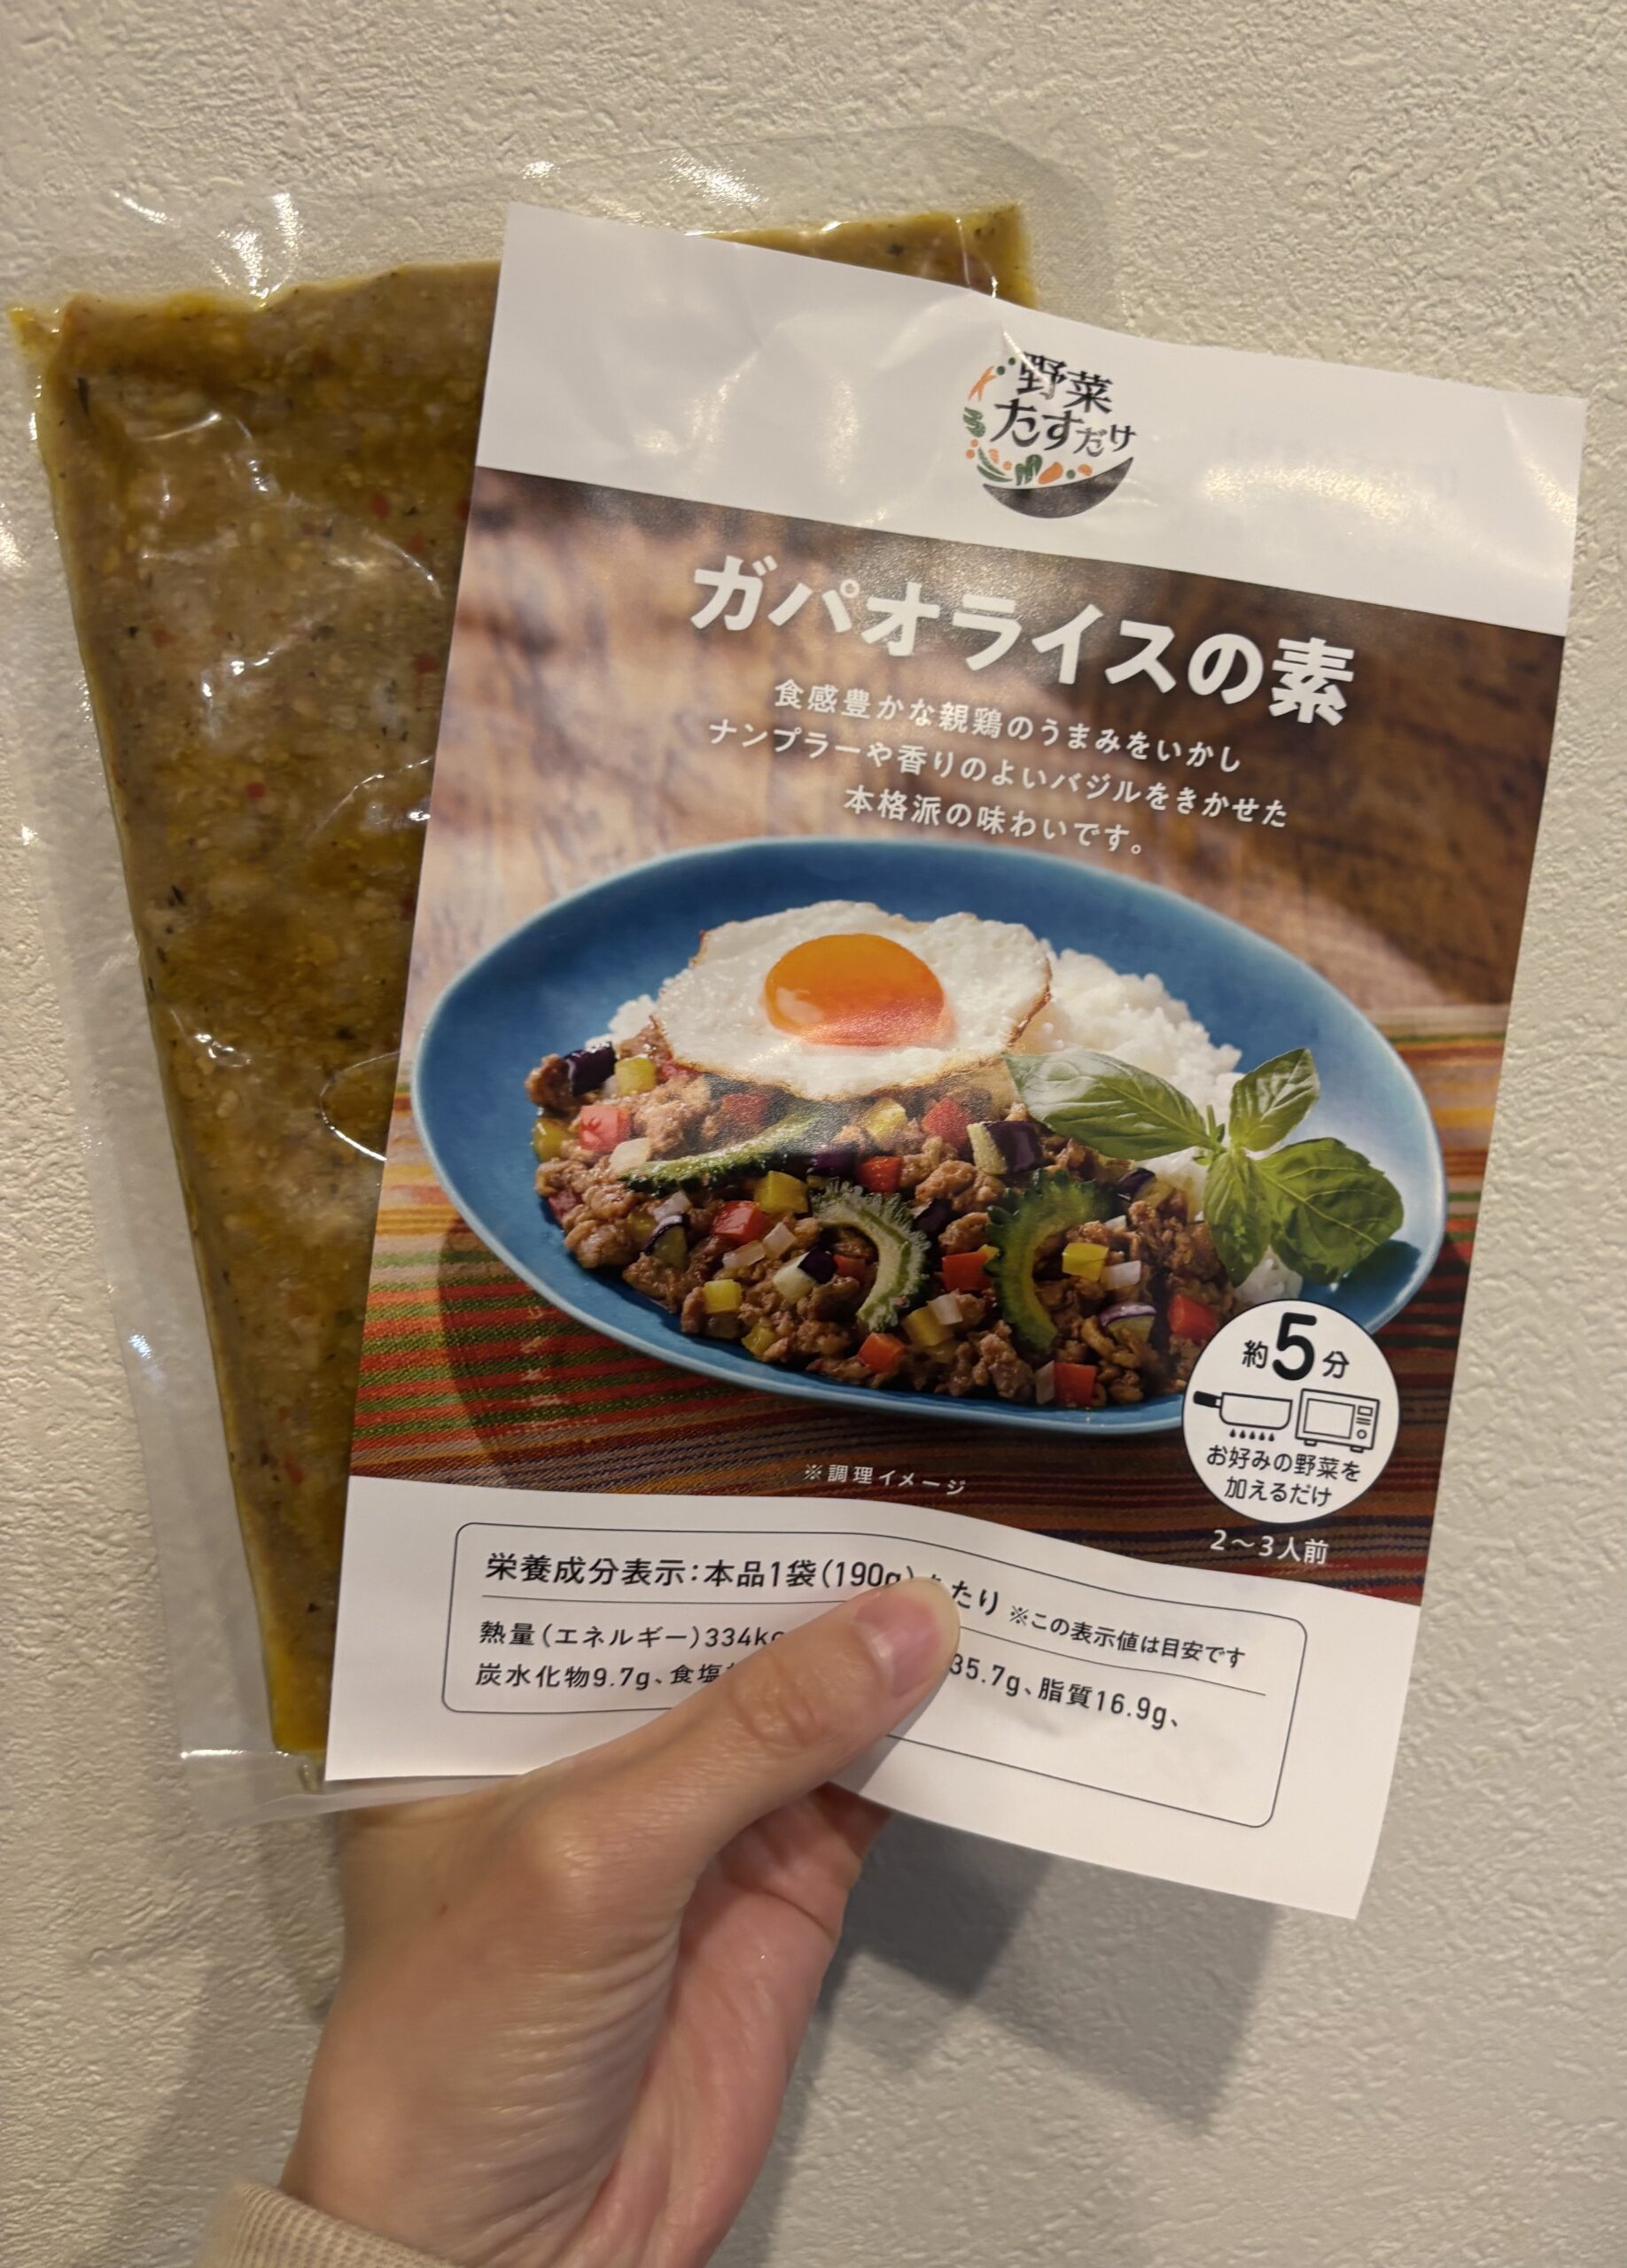 野菜
たすだけ
ガパオライスの素
食感豊かな親鶏のうまみをいかし
ナンプラーや香りのよいバジルをきかせた
本格派の味わいです。
約5分
お好みの野菜を
加えるだけ
※調理イメージ
2〜3人前
栄養成分表示:本品1袋(190g)たり ※この表示値は目安です
熱量(エネルギー)334kc 35.7g、脂質16.9g、
炭水化物9.7g、食塩